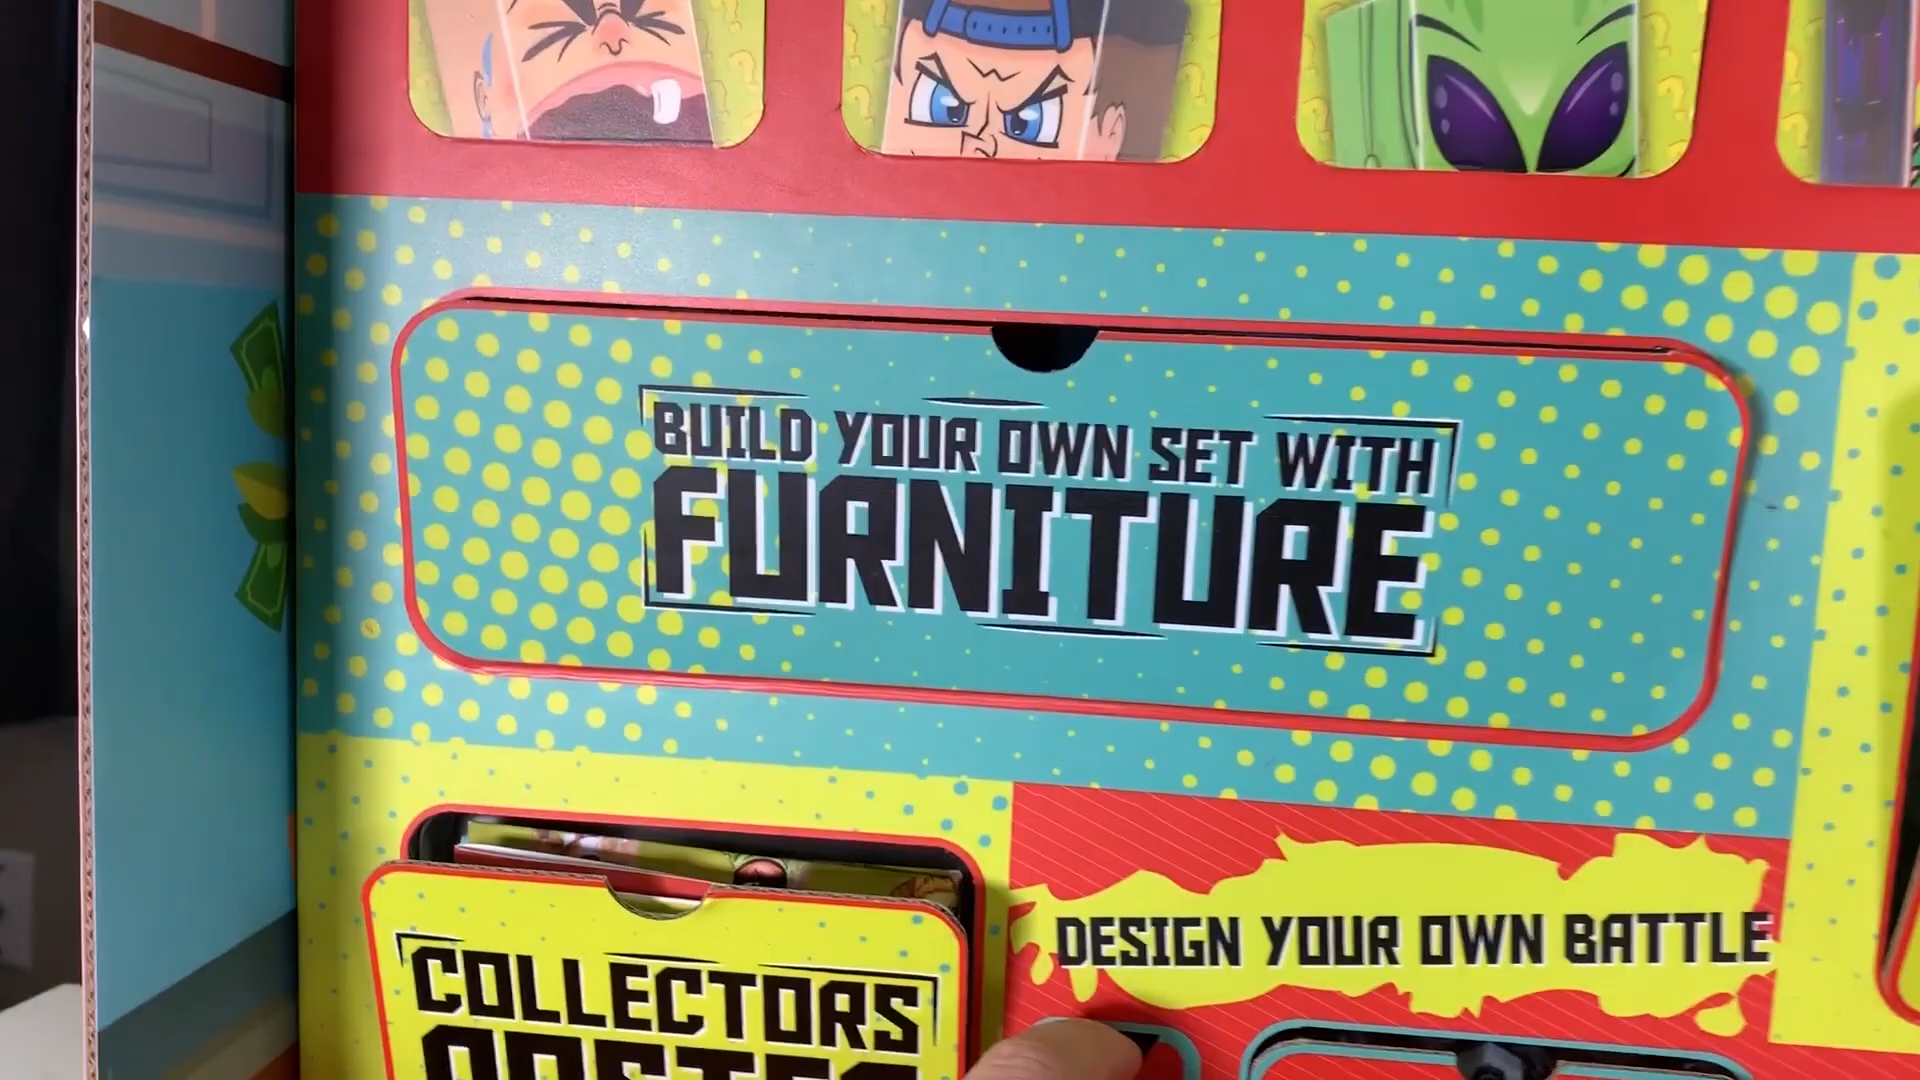 BUILD YOUR OWN SET WITH
FURNITURE
COLLECTORS
DESIGN YOUR OWN BATTLE